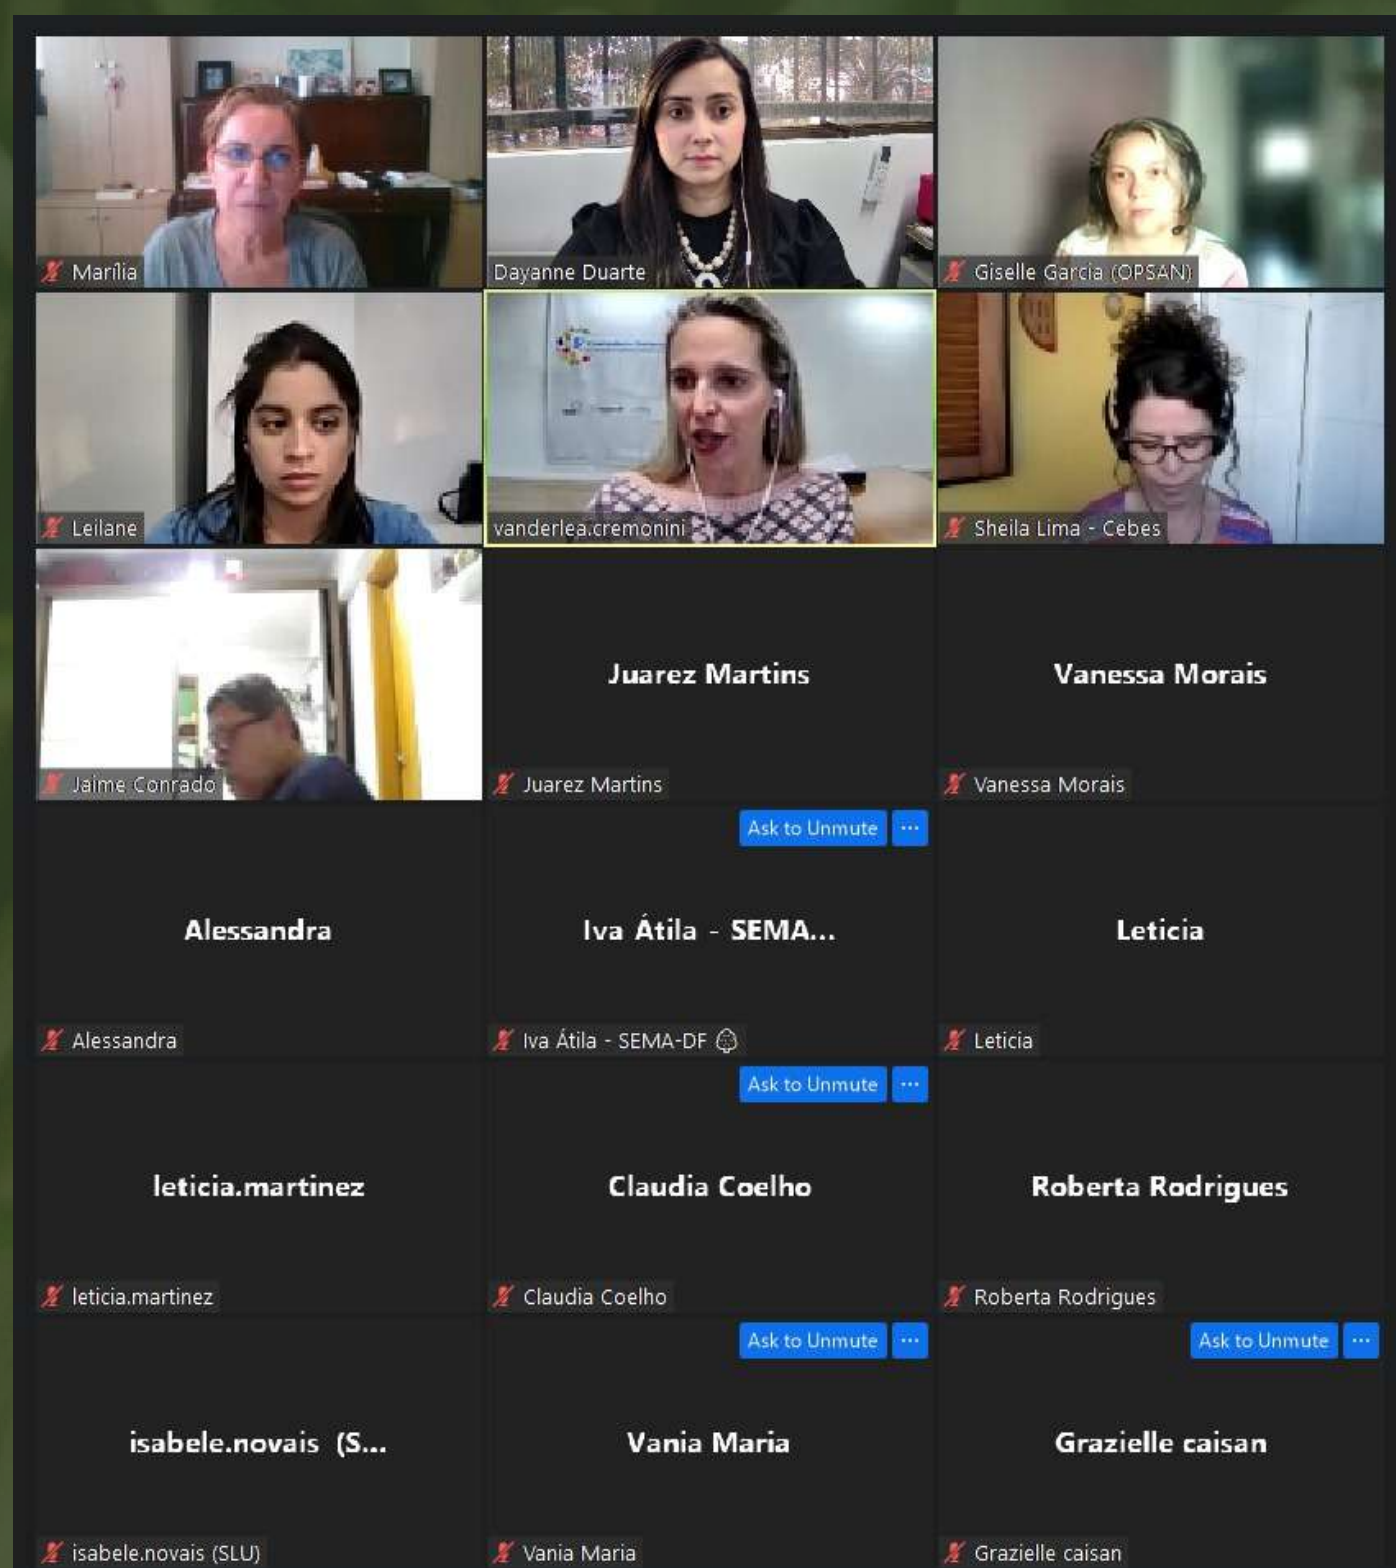 Marília
Dayanne Duarte
Giselle Garcia (OPSAN)
Leilane
vanderlea.cremonini
Sheila Lima - Cebes
Jaime Conrado
Juarez Martins
Juarez Martins
Vanessa Morais
Vanessa Morais
Alessandra
Alessandra
Ask to Unmute ...
Iva Átila - SEMA...
Iva Átila - SEMA-DF
Leticia
Leticia
leticia.martinez
leticia.martinez
Ask to Unmute ...
Claudia Coelho
Claudia Coelho
Roberta Rodrigues
Roberta Rodrigues
isabele.novais (S...
isabele.novais (SLU)
Ask to Unmute ...
Vania Maria
Vania Maria
Ask to Unmute ...
Grazielle caisan
Grazielle caisan